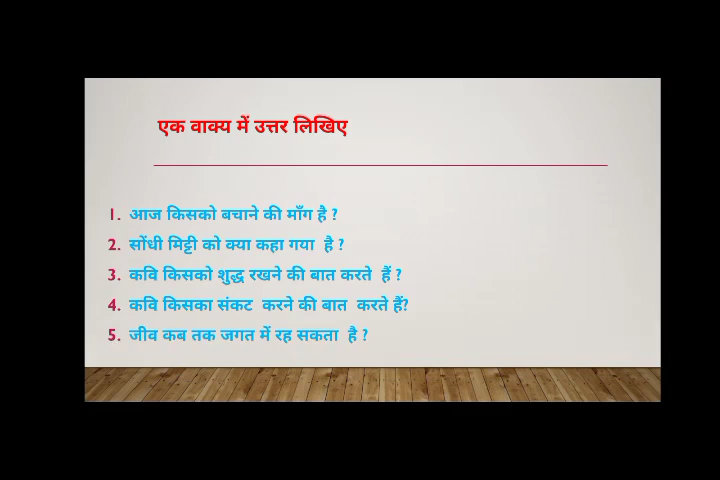 एक वाक्य में उत्तर लिखिए
1. आज किसको बचाने की माँग है ?
2. सोंधी मिट्टी को क्या कहा गया है ?
3. कवि किसको शुद्ध रखने की बात करते हैं ?
4. कवि किसका संकट करने की बात करते हैं?
5. जीव कब तक जगत में रह सकता है ?